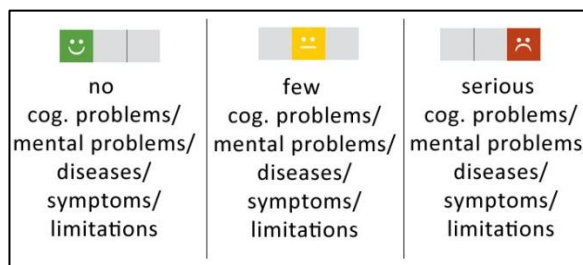 no
cog. problems/
mental problems/
diseases/
symptoms/
limitations
few
cog. problems/
mental problems/
diseases/
symptoms/
limitations
serious
cog. problems/
mental problems
diseases/
symptoms/
limitations